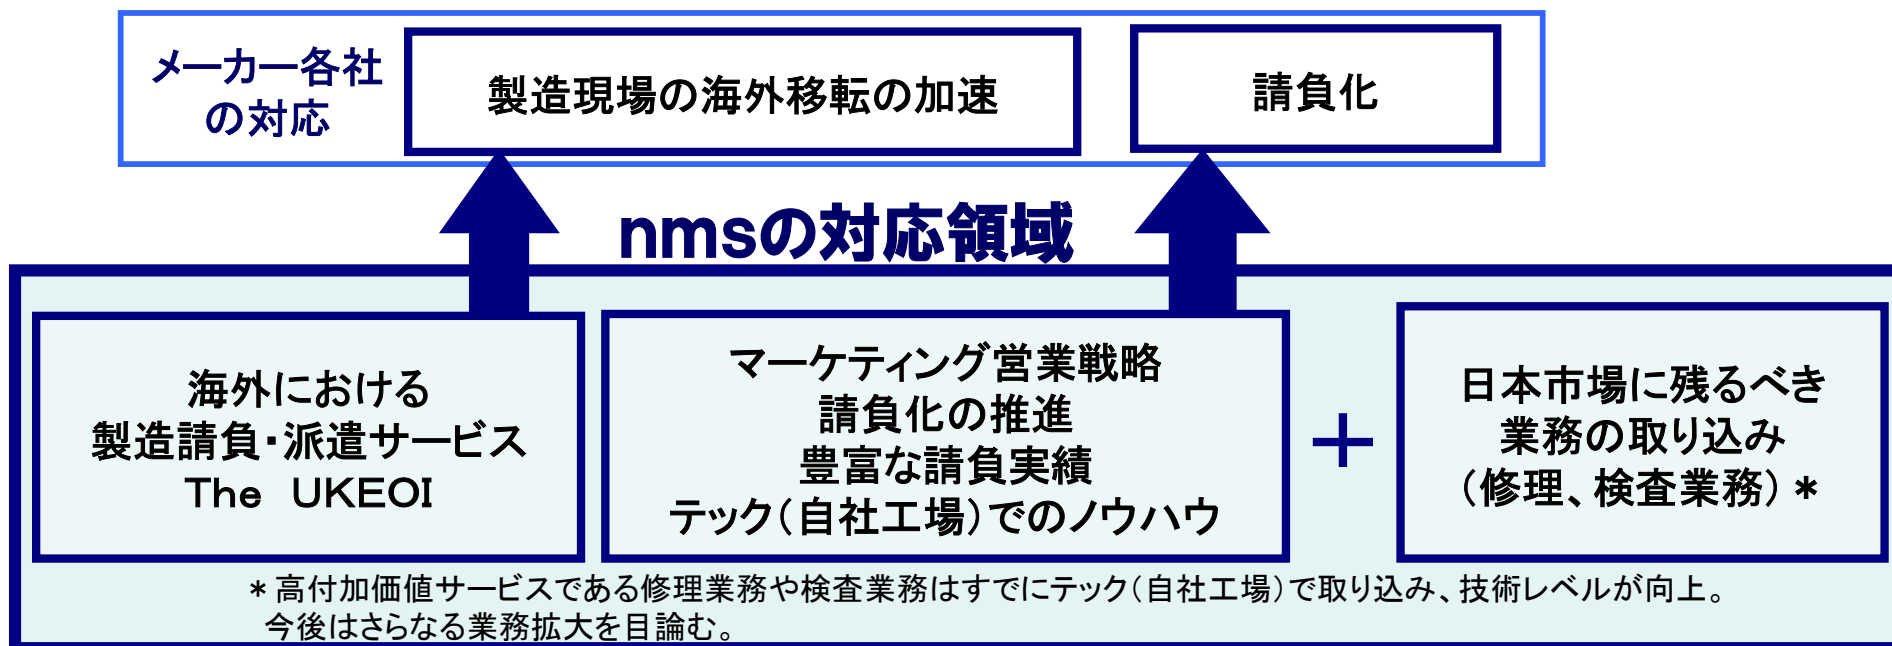 メーカー各社
の対応
製造現場の海外移転の加速
請負化
nmsの対応領域
海外における
製造請負・派遣サービス
The　UKEOI
マーケティング営業戦略
請負化の推進
豊富な請負実績
テック（自社工場）でのノウハウ
＋
日本市場に残るべき
業務の取り込み
（修理、検査業務）*
* 高付加価値サービスである修理業務や検査業務はすでにテック（自社工場）で取り込み、技術レベルが向上。
今後はさらなる業務拡大を目論む。